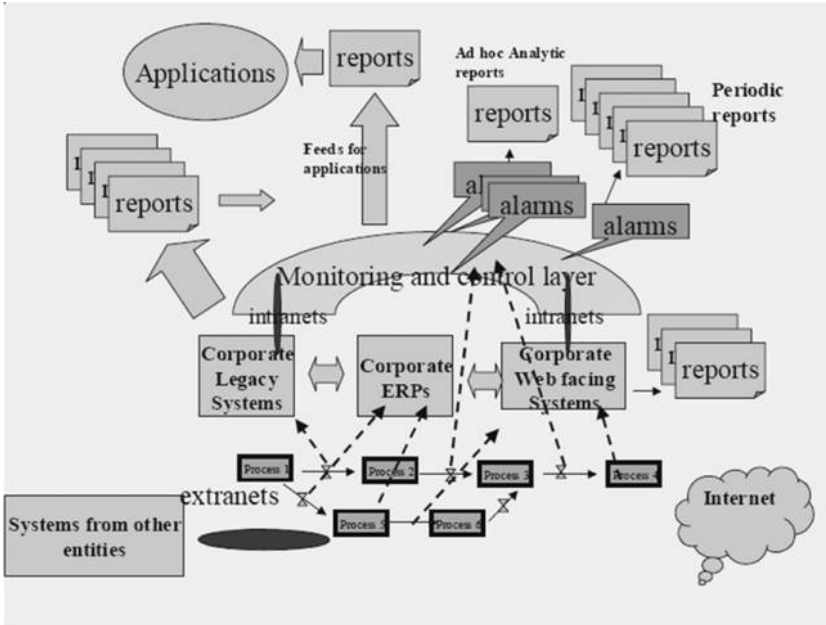 Applications
reports
Ad hoc Analytic
reports
reports
Periodic
reports
reports
Feeds for
applications
reports
alarms
alarms
Monitoring and control layer
intranets
intranets
Corporate
Legacy
Systems
Corporate
ERPs
Corporate
Web facing
Systems
reports
Process 1
Process 2
Process 3
Process 4
extranets
Process 5
Process 6
Systems from other
entities
Internet